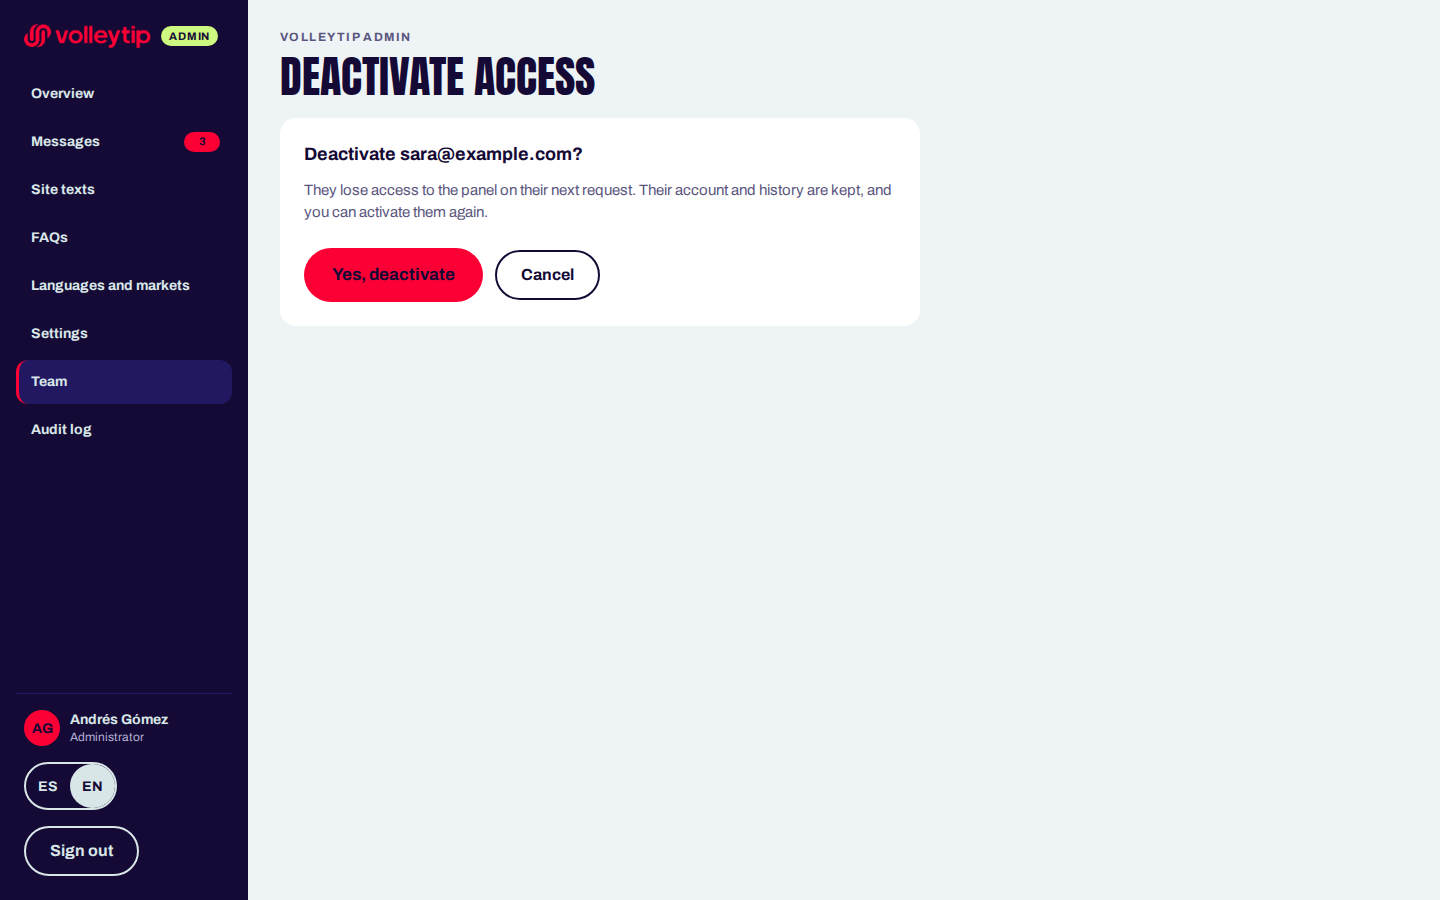 volleytip ADMIN
Overview
Messages 3
Site texts
FAQs
Languages and markets
Settings
Team
Audit log
AG Andrés Gómez
Administrator
ES EN
Sign out
VOLLEYTIP ADMIN
DEACTIVATE ACCESS
Deactivate sara@example.com?
They lose access to the panel on their next request. Their account and history are kept, and
you can activate them again.
Yes, deactivate Cancel